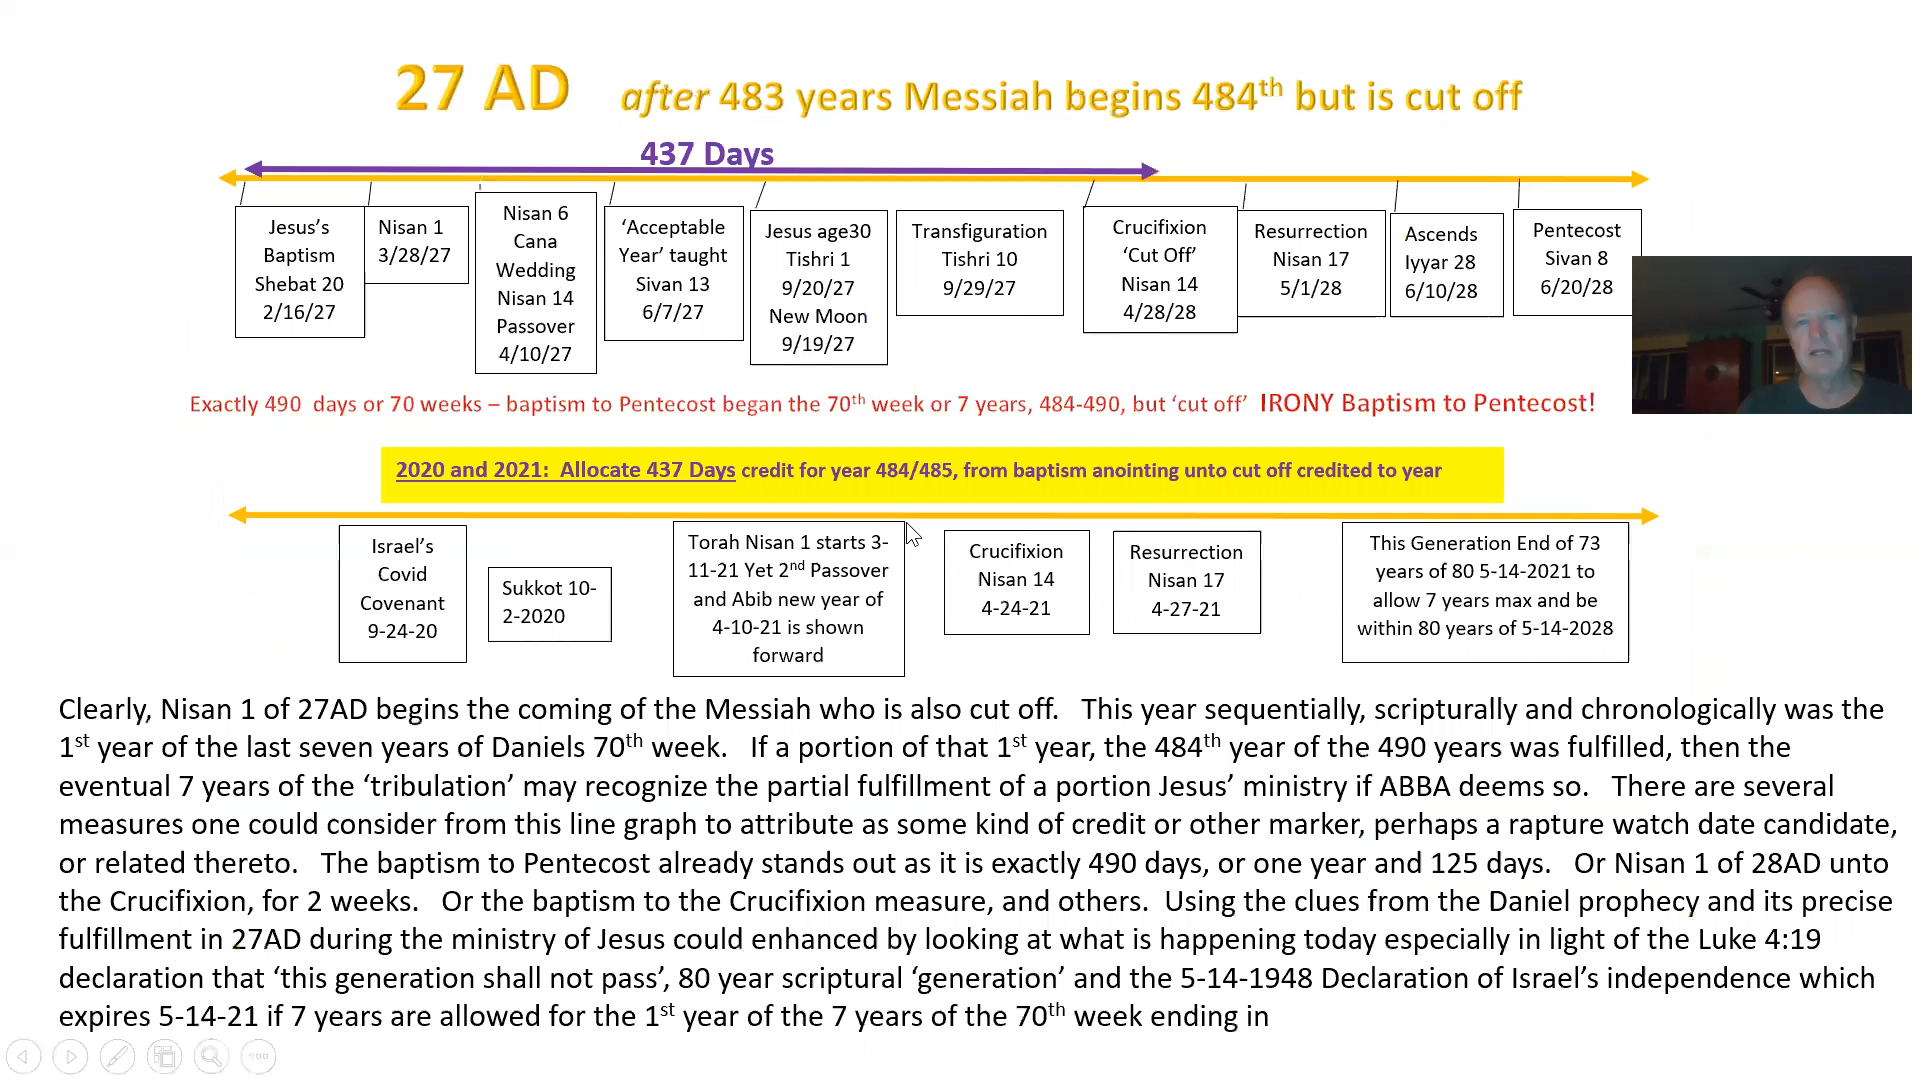 27 AD after 483 years Messiah begins 484th but is cut off
437 Days
Jesus's
Baptism
Shebat 20
2/16/27
Nisan 1
3/28/27
Nisan 6
Cana
Wedding
Nisan 14
Passover
4/10/27
'Acceptable
Year' taught
Sivan 13
6/7/27
Jesus age30
Tishri 1
9/20/27
New Moon
9/19/27
Transfiguration
Tishri 10
9/29/27
Crucifixion
'Cut Off'
Nisan 14
4/28/28
Resurrection
Nisan 17
5/1/28
Ascends
Iyyar 28
6/10/28
Pentecost
Sivan 8
6/20/28
Exactly 490 days or 70 weeks – baptism to Pentecost began the 70th week or 7 years, 484-490, but 'cut off' IRONY Baptism to Pentecost!
2020 and 2021: Allocate 437 Days credit for year 484/485, from baptism anointing unto cut off credited to year
Israel's
Covid
Covenant
9-24-20
Sukkot 10-
2-2020
Torah Nisan 1 starts 3-
11-21 Yet 2nd Passover
and Abib new year of
4-10-21 is shown
forward
Crucifixion
Nisan 14
4-24-21
Resurrection
Nisan 17
4-27-21
This Generation End of 73
years of 80 5-14-2021 to
allow 7 years max and be
within 80 years of 5-14-2028
Clearly, Nisan 1 of 27AD begins the coming of the Messiah who is also cut off. This year sequentially, scripturally and chronologically was the
1st year of the last seven years of Daniels 70th week. If a portion of that 1st year, the 484th year of the 490 years was fulfilled, then the
eventual 7 years of the 'tribulation' may recognize the partial fulfillment of a portion Jesus' ministry if ABBA deems so. There are several
measures one could consider from this line graph to attribute as some kind of credit or other marker, perhaps a rapture watch date candidate,
or related thereto. The baptism to Pentecost already stands out as it is exactly 490 days, or one year and 125 days. Or Nisan 1 of 28AD unto
the Crucifixion, for 2 weeks. Or the baptism to the Crucifixion measure, and others. Using the clues from the Daniel prophecy and its precise
fulfillment in 27AD during the ministry of Jesus could enhanced by looking at what is happening today especially in light of the Luke 4:19
declaration that 'this generation shall not pass', 80 year scriptural 'generation' and the 5-14-1948 Declaration of Israel's independence which
expires 5-14-21 if 7 years are allowed for the 1st year of the 7 years of the 70th week ending in